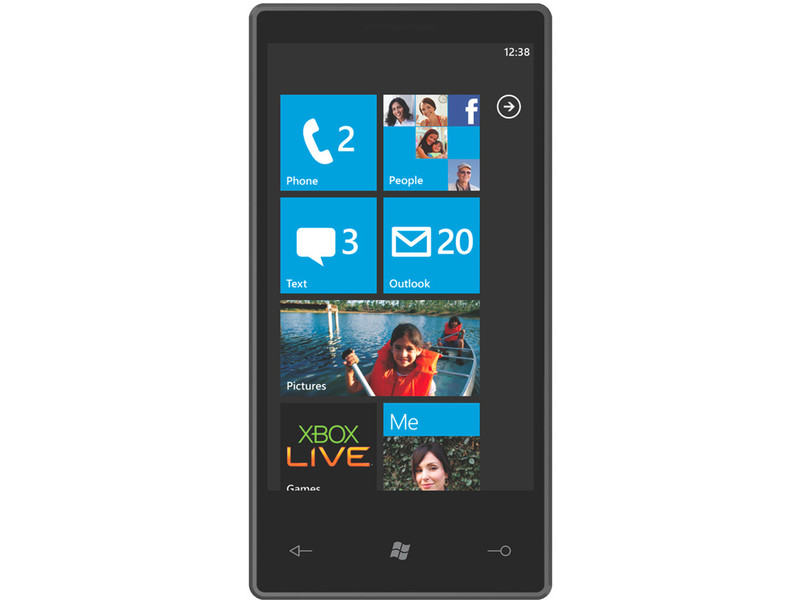 12:38
2
Phone
f
People
3
Text
20
Outlook
Pictures
XBOX
LIVE
Games
Me